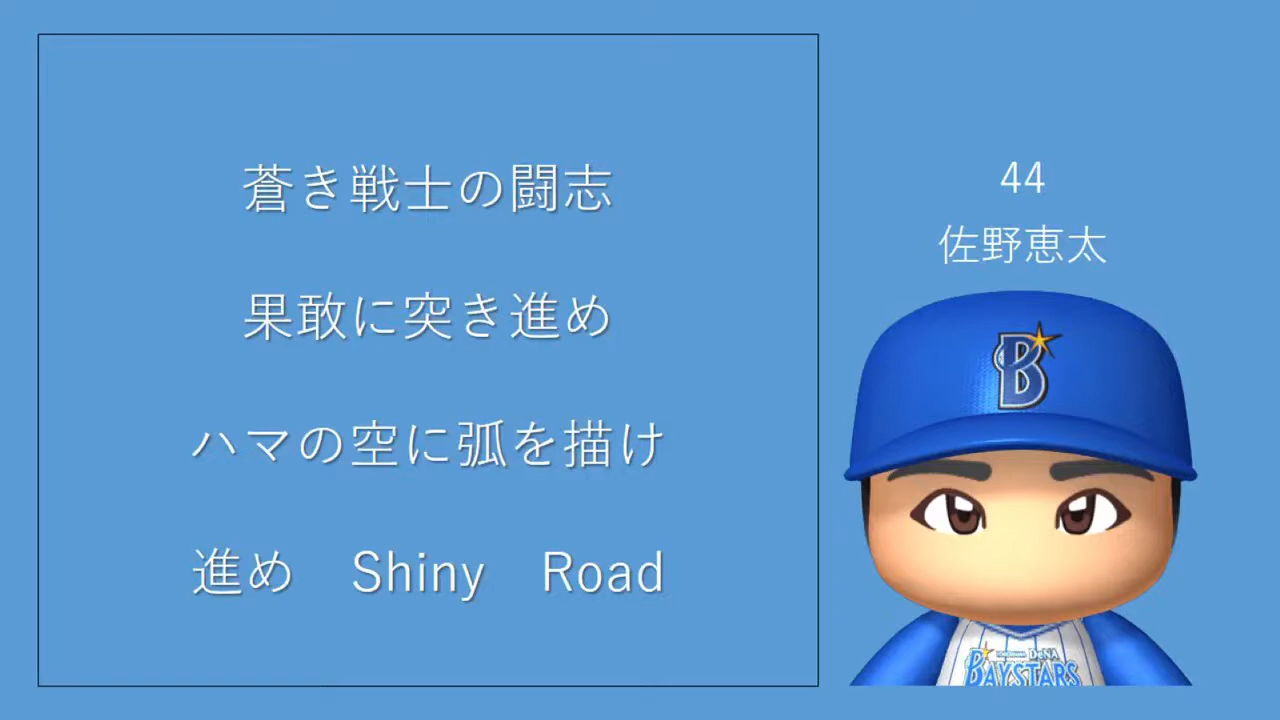 蒼き戦士の闘志
果敢に突き進め
ハマの空に弧を描け
進め　Shiny　Road
44
佐野恵太
B
DeNA
BAYSTARS